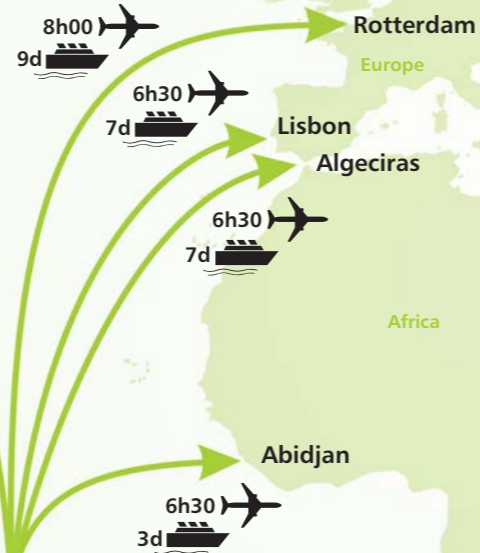 8h00
Rotterdam
9d
Europe
6h30
7d
Lisbon
Algeciras
6h30
7d
Africa
Abidjan
6h30
3d